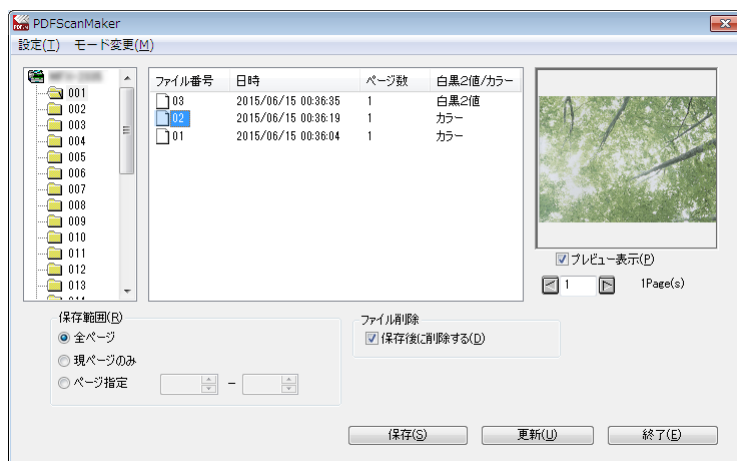 PDFScanMaker
設定(T) モード変更(M)
001
002
003
004
005
006
007
008
009
010
011
012
013
ファイル番号 日時 ページ数 白黒2値/カラー
03 2015/06/15 00:36:35 1 白黒2値
02 2015/06/15 00:36:19 1 カラー
01 2015/06/15 00:36:04 1 カラー
プレビュー表示(P)
1 1Page(s)
保存範囲(R)
全ページ
現ページのみ
ページ指定 -
ファイル削除
保存後に削除する(D)
保存(S) 更新(U) 終了(E)